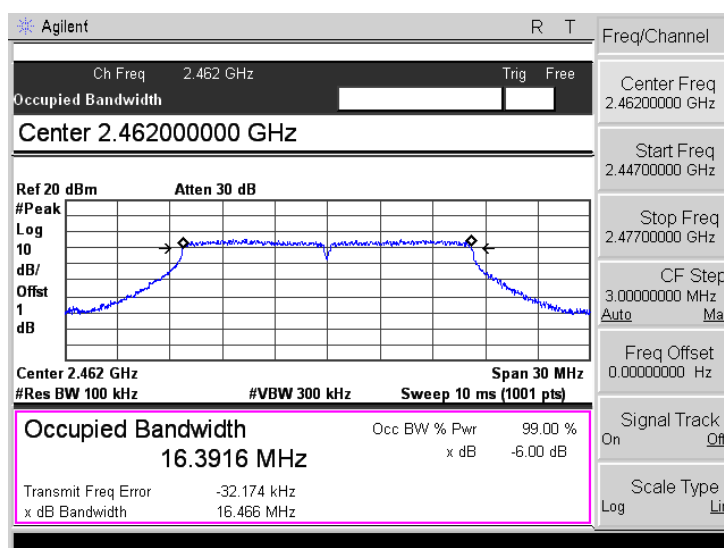 Agilent R T
Ch Freq 2.462 GHz Trig Free
Occupied Bandwidth
Center 2.462000000 GHz
Ref 20 dBm Atten 30 dB
#Peak
Log
10
dB/
Offst
1
dB
Center 2.462 GHz Span 30 MHz
#Res BW 100 kHz #VBW 300 kHz Sweep 10 ms (1001 pts)
Occupied Bandwidth Occ BW % Pwr 99.00 %
16.3916 MHz x dB -6.00 dB
Transmit Freq Error -32.174 kHz
x dB Bandwidth 16.466 MHz
Freq/Channel
Center Freq
2.46200000 GHz
Start Freq
2.44700000 GHz
Stop Freq
2.47700000 GHz
CF Step
3.00000000 MHz
Auto Ma
Freq Offset
0.00000000 Hz
Signal Track
On Off
Scale Type
Log Li